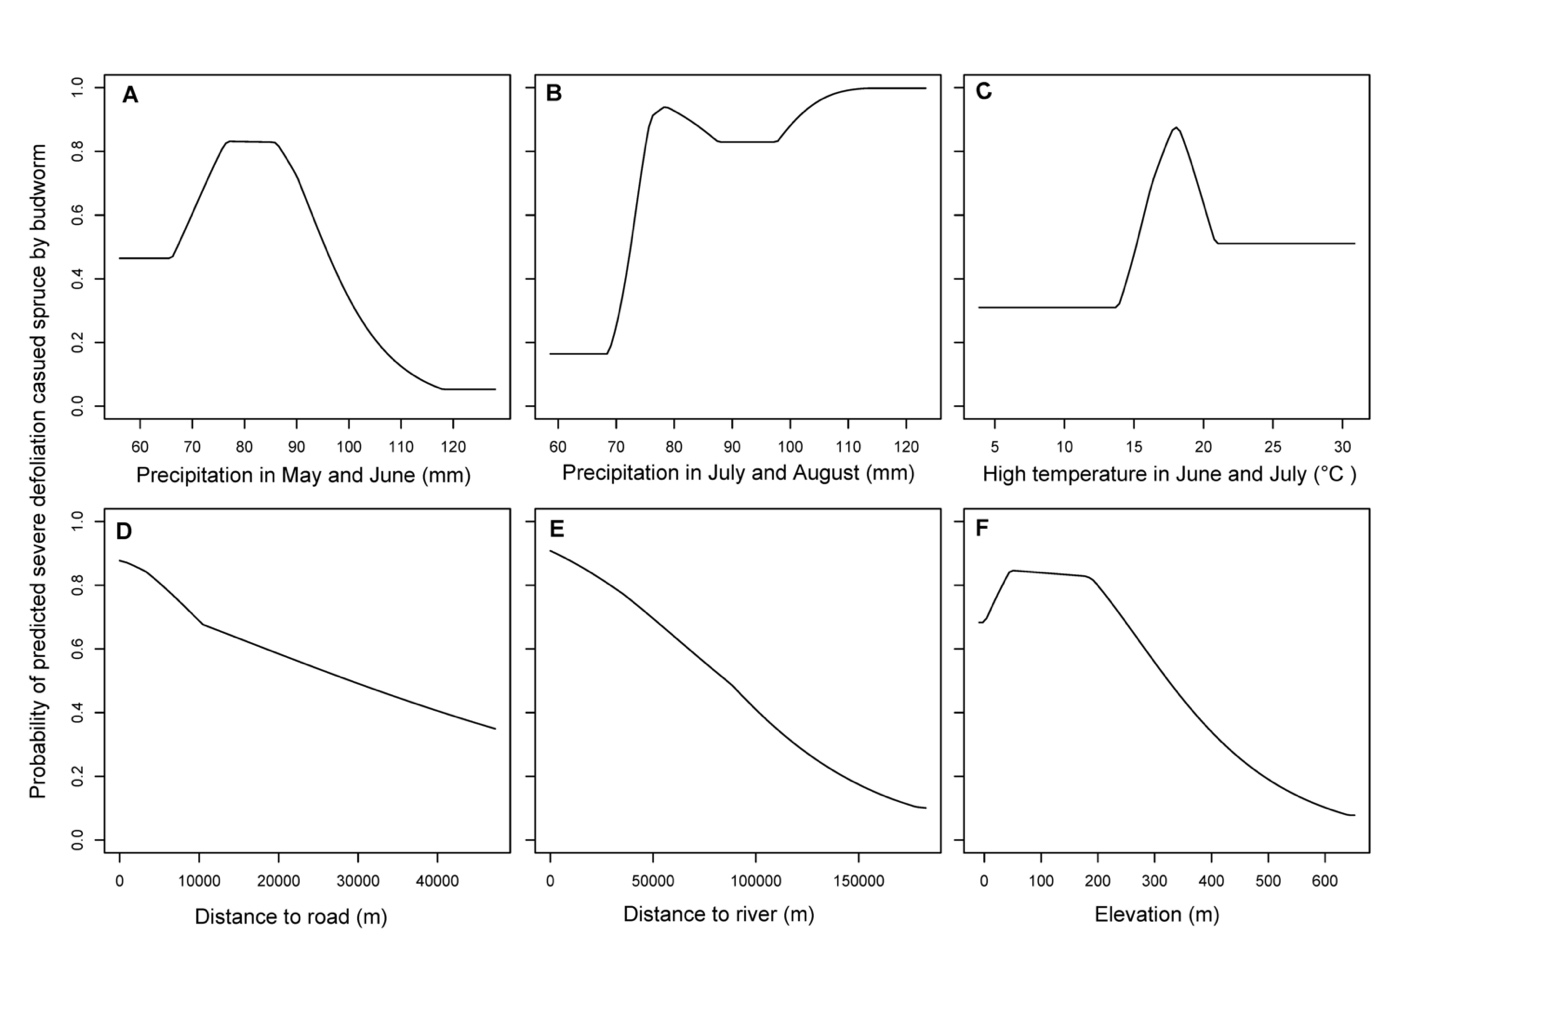 Probability of predicted severe defoliation casued spruce by budworm
A
1.0
0.8
0.6
0.4
0.2
0.0
60 70 80 90 100 110 120
Precipitation in May and June (mm)
B
60 70 80 90 100 110 120
Precipitation in July and August (mm)
C
5 10 15 20 25 30
High temperature in June and July (°C )
D
1.0
0.8
0.6
0.4
0.2
0.0
0 10000 20000 30000 40000
Distance to road (m)
E
0 50000 100000 150000
Distance to river (m)
F
0 100 200 300 400 500 600
Elevation (m)